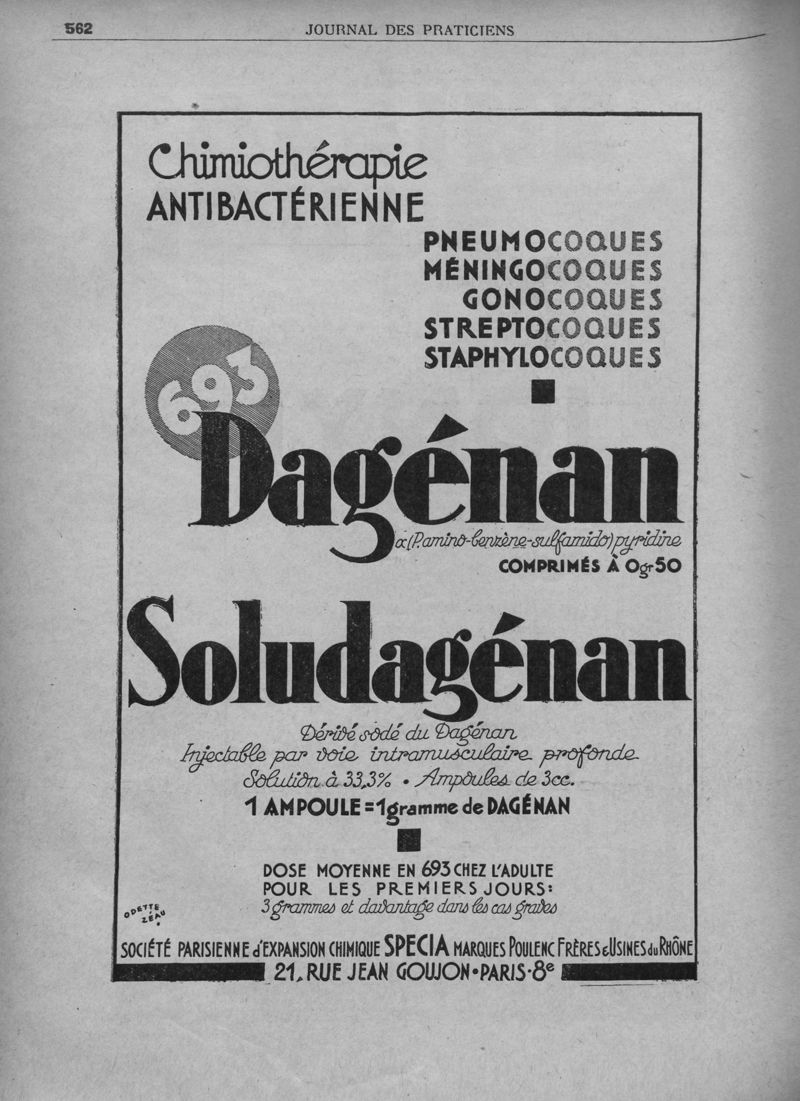 562
JOURNAL DES PRATICIENS
Chimiothérapie
ANTIBACTÉRIENNE
PNEUMOCOQUES
MÉNINGOCOQUES
GONOCOQUES
STREPTOCOQUES
STAPHYLOCOQUES
693
Dagénan
α(P.amino-benzène-sulfamido)pyridine
COMPRIMÉS À 0gr50
Soludagénan
Dérivé sodé du Dagénan
Injectable par voie intramusculaire profonde
Solution à 33,3% • Ampoules de 3cc.
1 AMPOULE=1gramme de DAGÉNAN
DOSE MOYENNE EN 693 CHEZ L'ADULTE
POUR LES PREMIERS JOURS:
3 grammes et davantage dans les cas graves
ODETTE
ZÉAU
SOCIÉTÉ PARISIENNE d'EXPANSION CHIMIQUE SPECIA MARQUES POULENC FRÈRES & USINES du RHÔNE
21, RUE JEAN GOUJON • PARIS - 8e